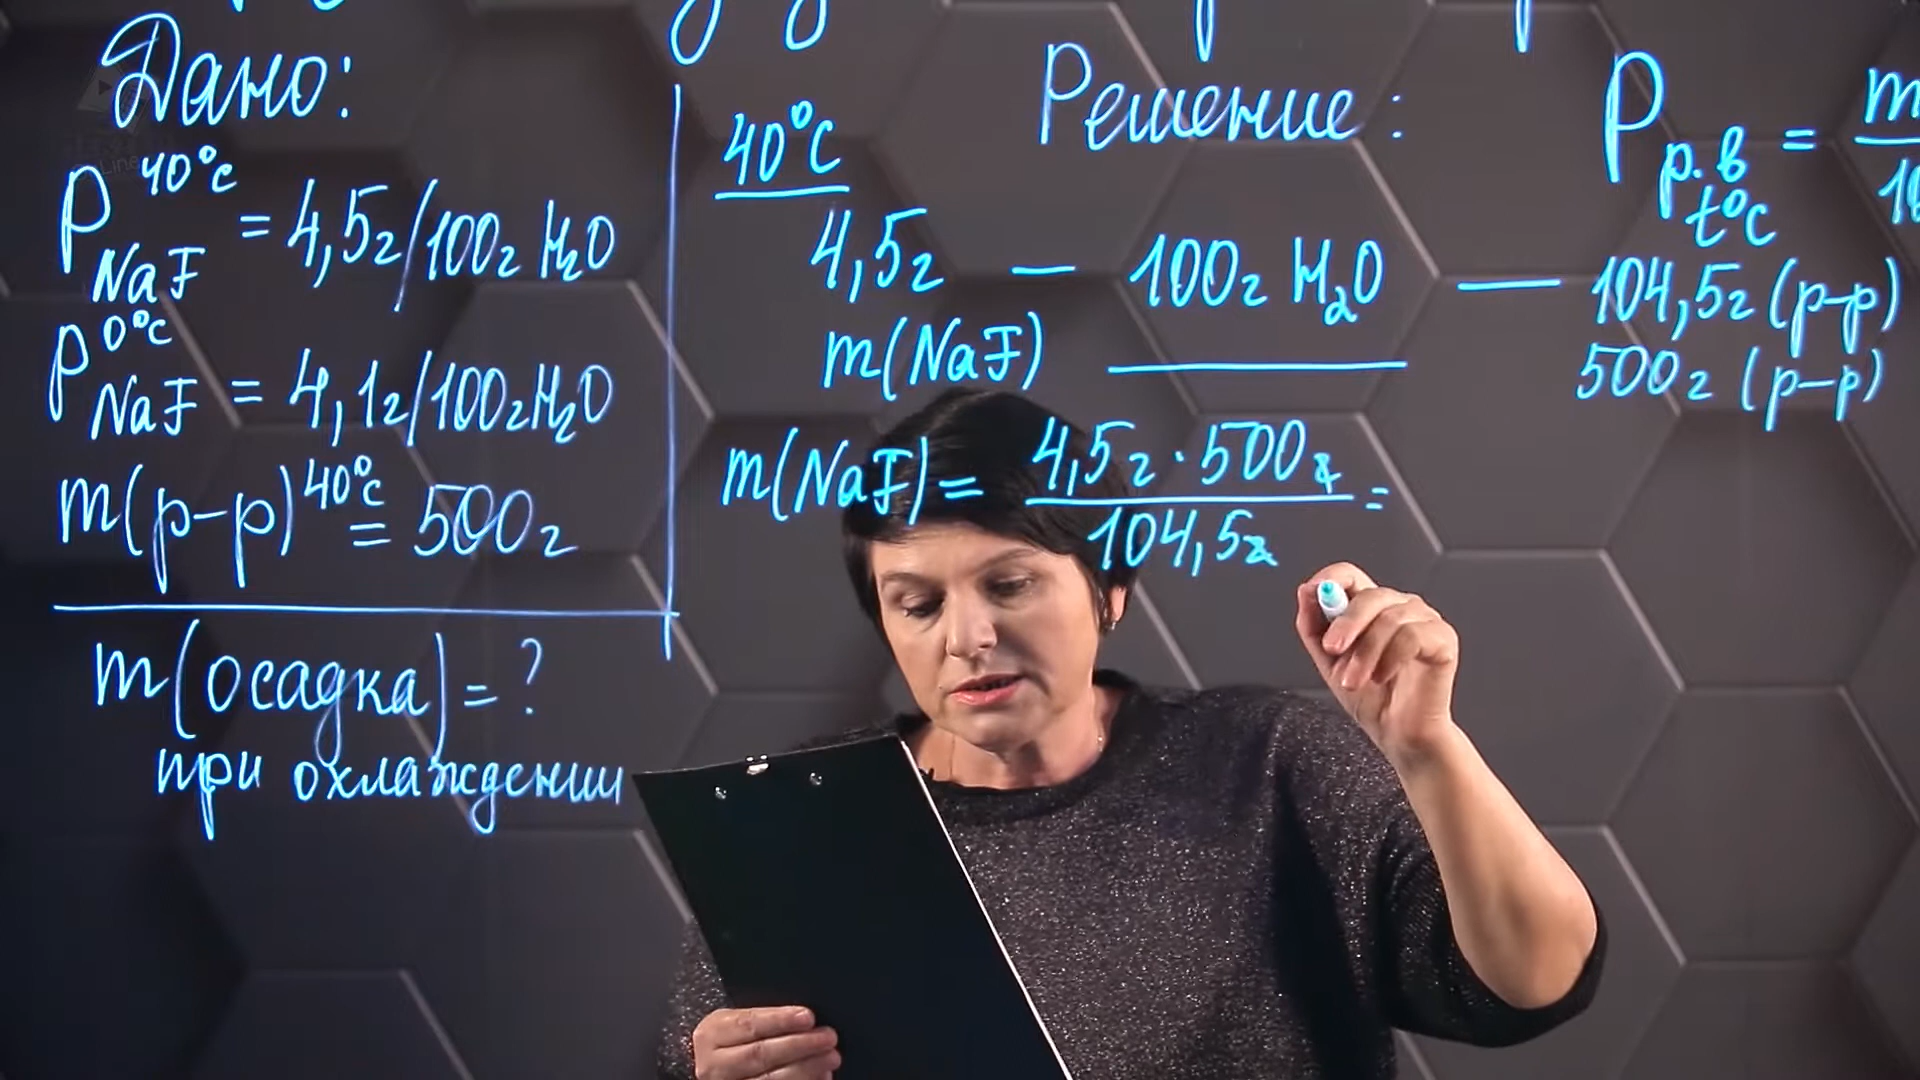 Дано:
P 40°C NaF = 4,5г/100г H₂O
P 0°C NaF = 4,1г/100г H₂O
m(р-р) 40°C = 500г
m(осадка) = ?
при охлаждении
Решение:
40°C
4,5г — 100г H₂O — 104,5г (р-р)
m(NaF) ——— 500г (р-р)
m(NaF) = 4,5г · 500г / 104,5г =
P р.в t°C = m
Line